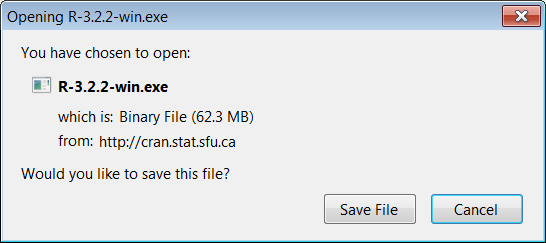 Opening R-3.2.2-win.exe
You have chosen to open:
R-3.2.2-win.exe
which is: Binary File (62.3 MB)
from: http://cran.stat.sfu.ca
Would you like to save this file?
Save File Cancel